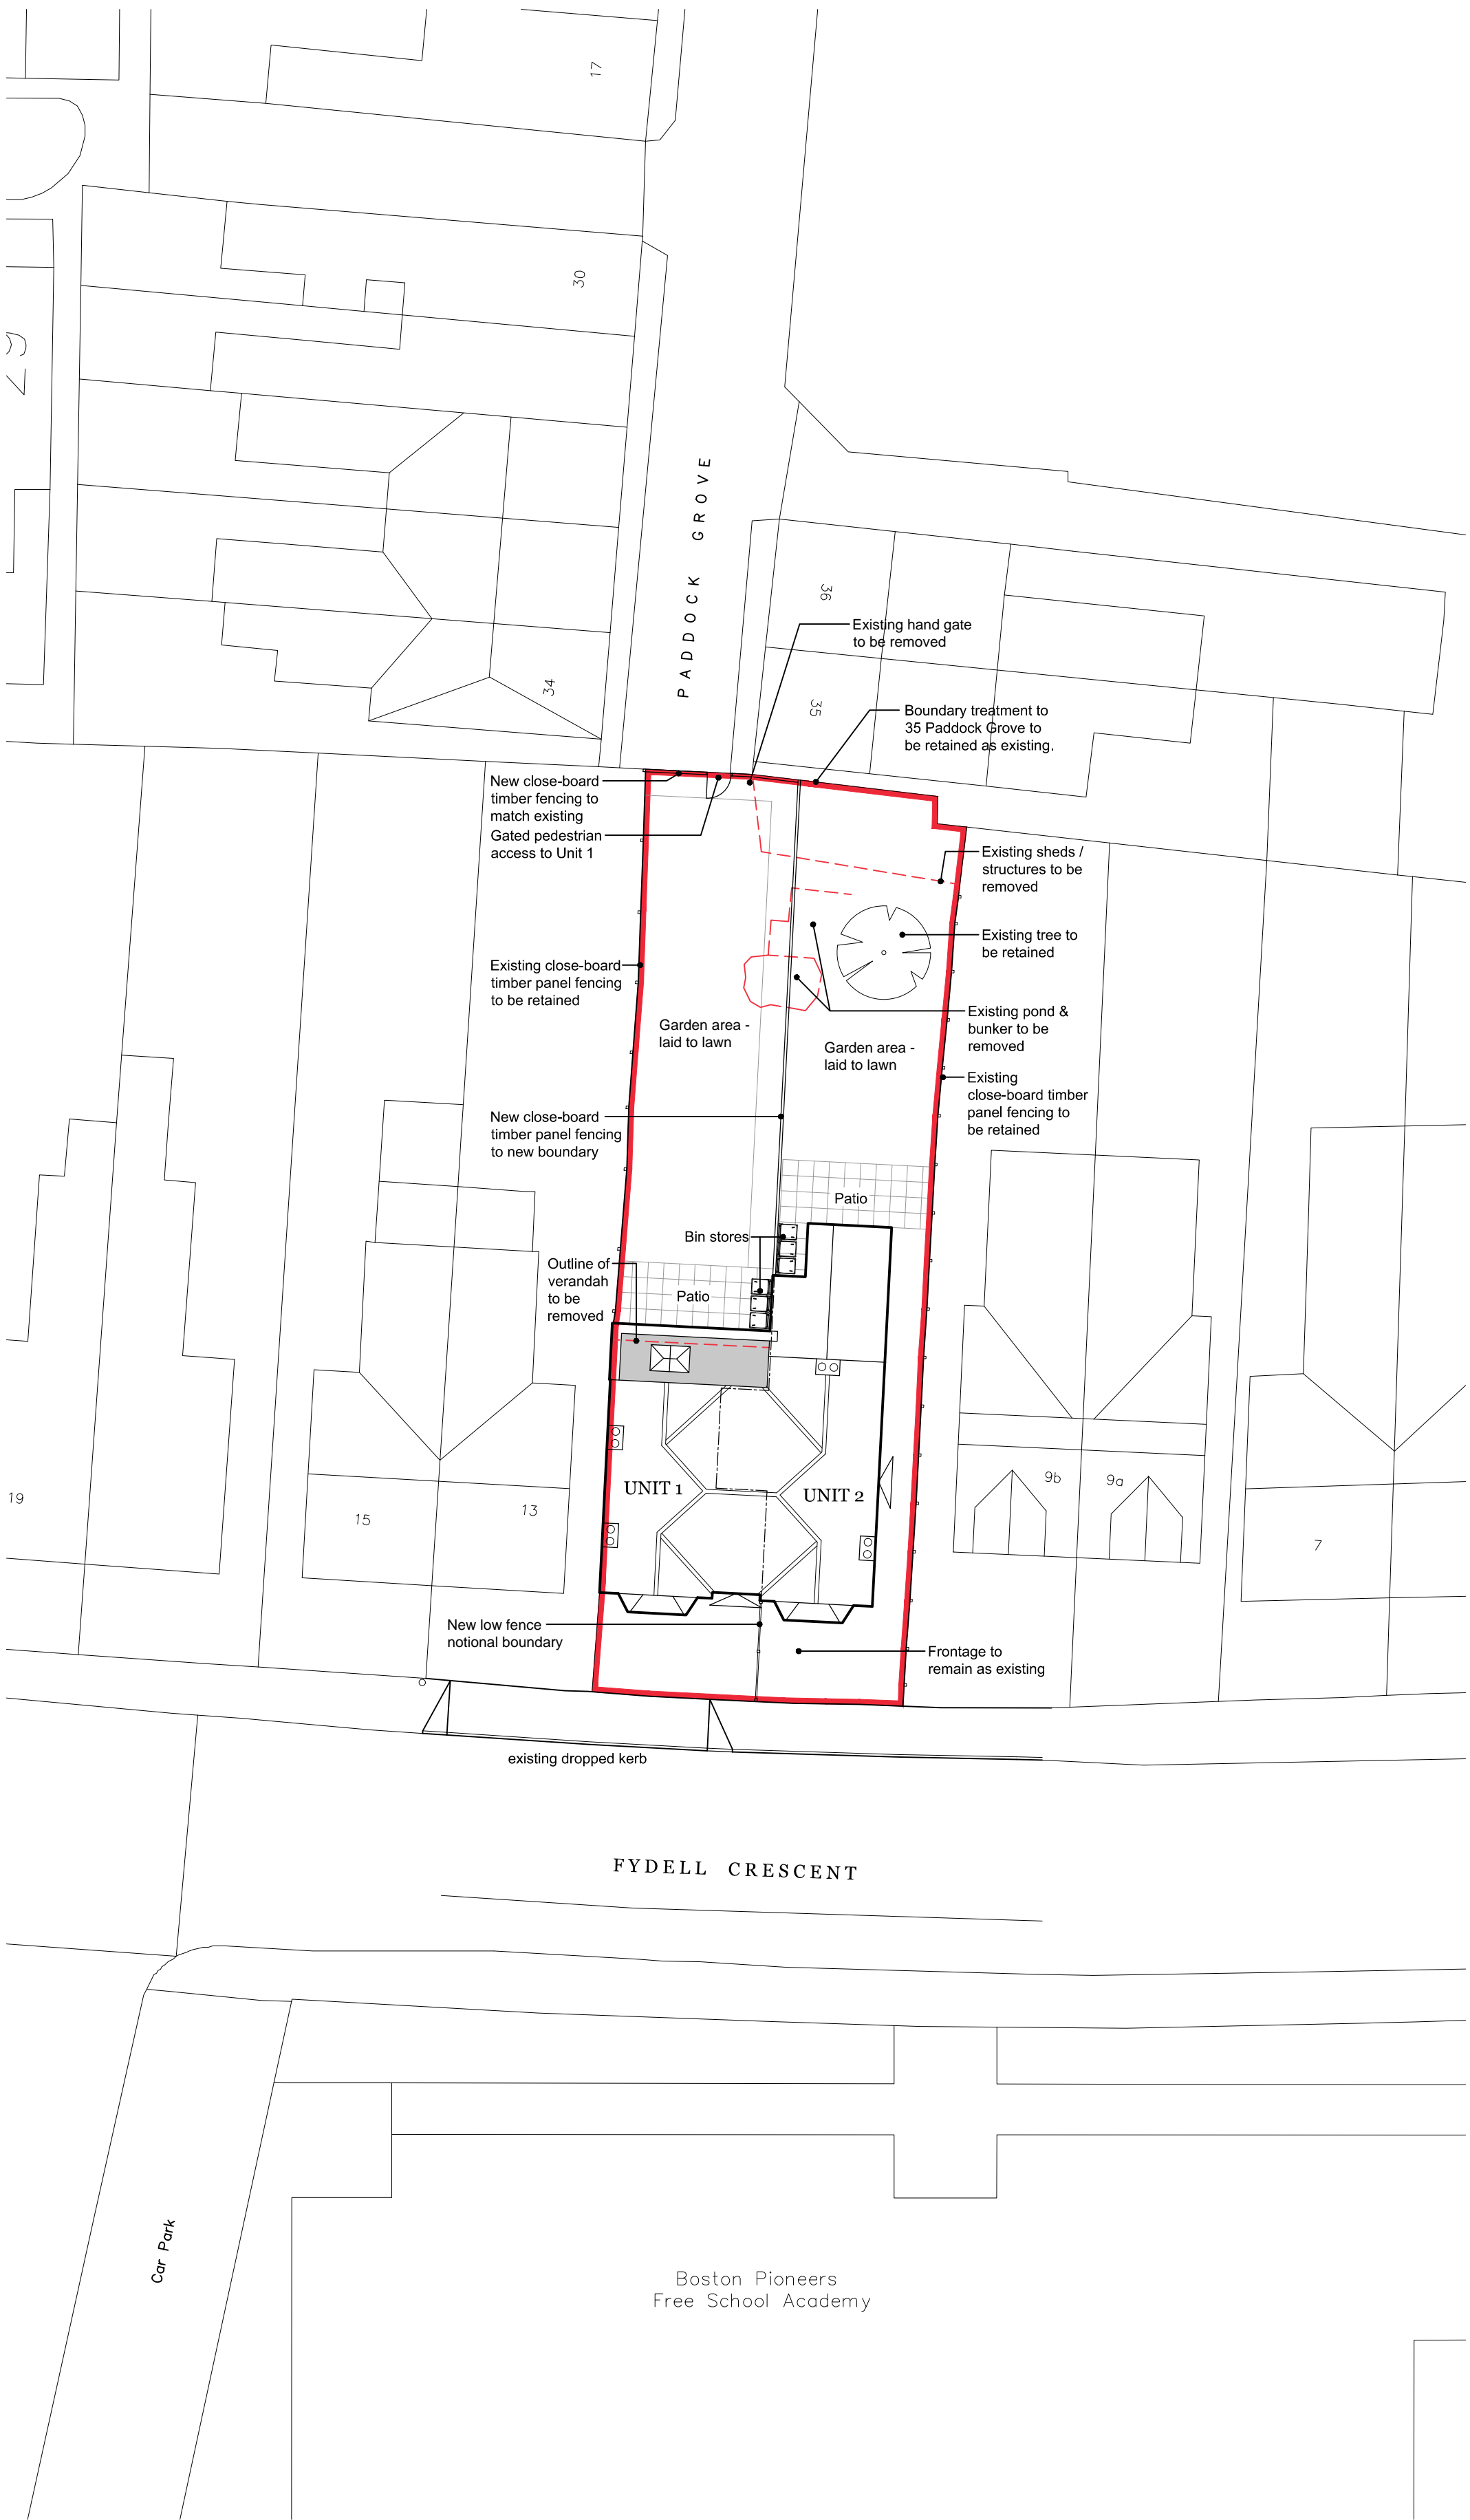 17
30
29
PADDOCK GROVE
36
Existing hand gate
to be removed
34
35
Boundary treatment to
35 Paddock Grove to
be retained as existing.
New close-board
timber fencing to
match existing
Gated pedestrian
access to Unit 1
Existing sheds /
structures to be
removed
Existing tree to
be retained
Existing close-board
timber panel fencing
to be retained
Existing pond &
bunker to be
removed
Garden area -
laid to lawn
Garden area -
laid to lawn
Existing
close-board timber
panel fencing to
be retained
New close-board
timber panel fencing
to new boundary
Patio
Bin stores
Outline of
verandah
to be
removed
Patio
UNIT 1
UNIT 2
9b
9a
19
15
13
7
New low fence
notional boundary
Frontage to
remain as existing
existing dropped kerb
FYDELL CRESCENT
Car Park
Boston Pioneers
Free School Academy